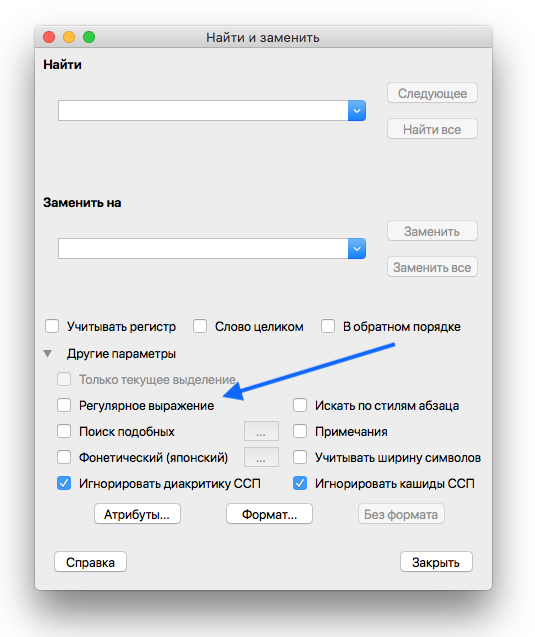 Найти и заменить
Найти
Следующее
Найти все
Заменить на
Заменить
Заменить все
Учитывать регистр Слово целиком В обратном порядке
Другие параметры
Только текущее выделение
Регулярное выражение Искать по стилям абзаца
Поиск подобных ... Примечания
Фонетический (японский) ... Учитывать ширину символов
Игнорировать диакритику ССП Игнорировать кашиды ССП
Атрибуты... Формат... Без формата
Справка Закрыть